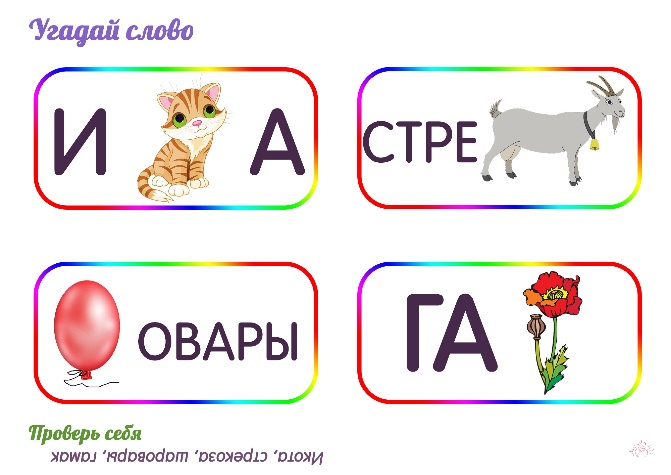 Угадай слово
И А
СТРЕ
ОВАРЫ
ГА
Проверь себя
Икота, стрекоза, шаровары, гамак